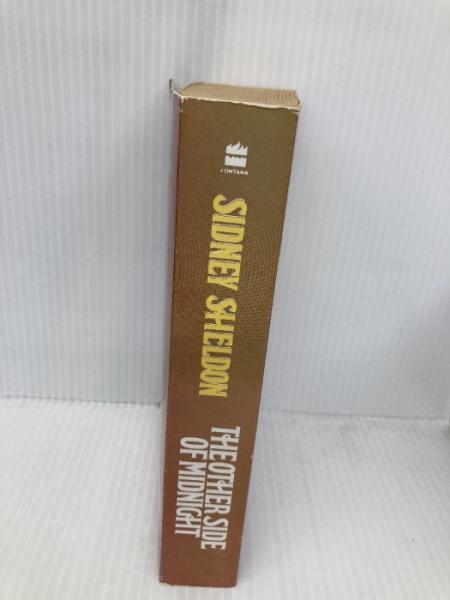 FONTANA
SIDNEY SHELDON
THE OTHER SIDE
OF MIDNIGHT